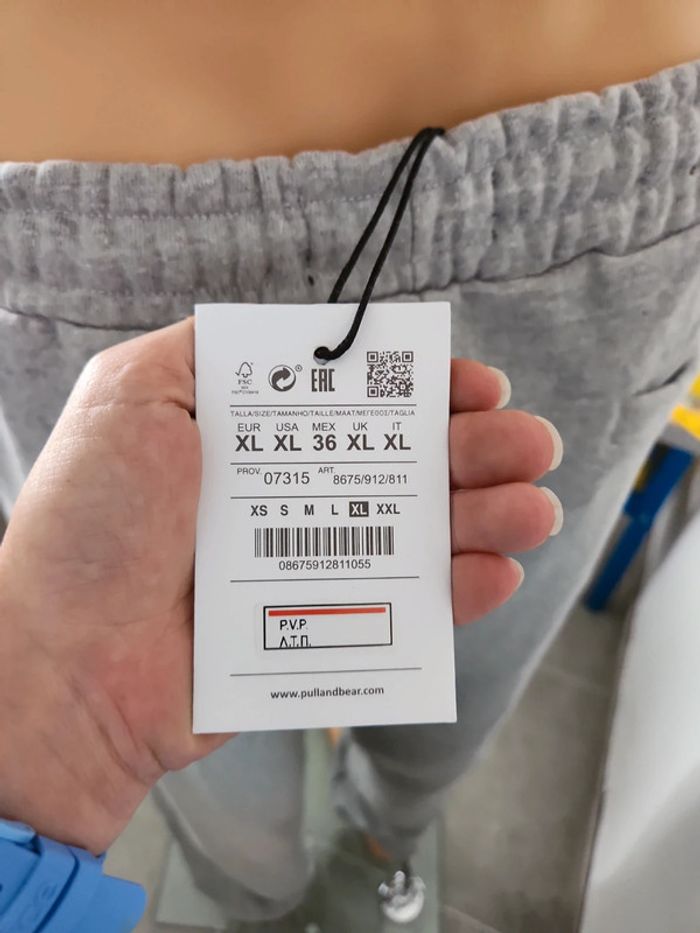 FSC
EAC
TALLA/SIZE/TAMANHO/TAILLE/MAAT/ΜΕΓΕΘΟΣ/TAGLIA
EUR USA MEX UK IT
XL XL 36 XL XL
PROV. 07315 ART. 8675/912/811
XS S M L XL XXL
08675912811055
P.V.P.
Λ.Τ.Π.
www.pullandbear.com